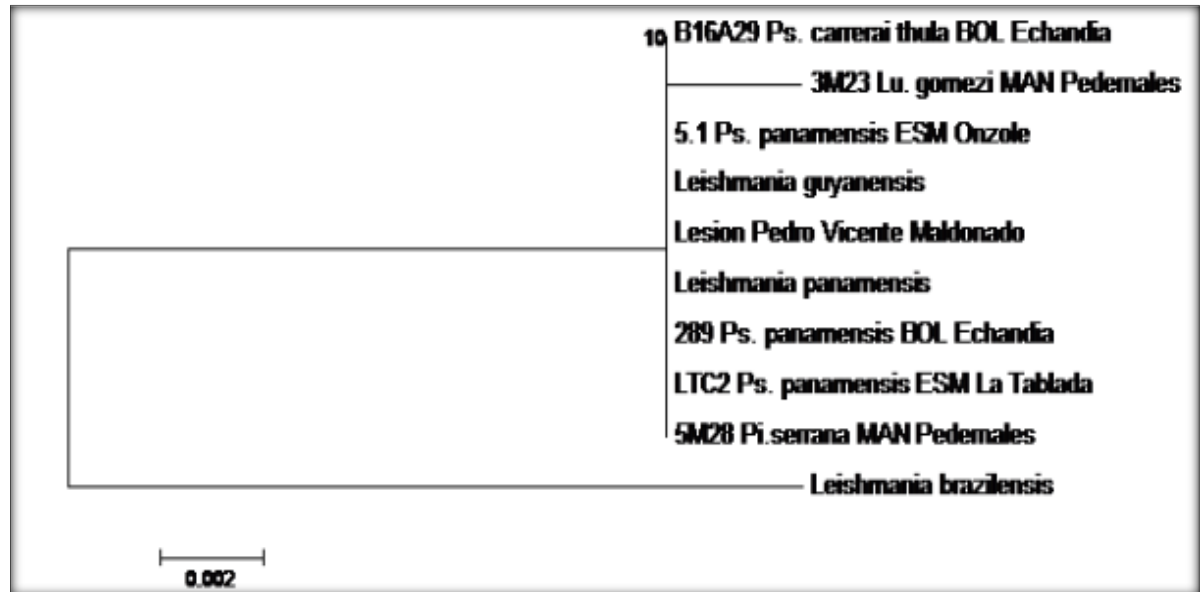 10 B16A29 Ps. carrerai thula BOL Echandia
3M23 Lu. gomezi MAN Pedernales
5.1 Ps. panamensis ESM Onzole
Leishmania guyanensis
Lesion Pedro Vicente Maldonado
Leishmania panamensis
289 Ps. panamensis BOL Echandia
LTC2 Ps. panamensis ESM La Tablada
5M28 Pi.serrana MAN Pedernales
Leishmania brazilensis
0.002